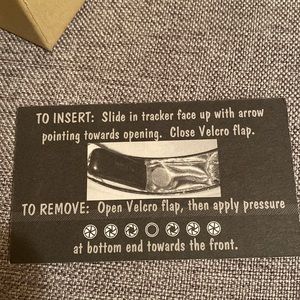 TO INSERT: Slide in tracker face up with arrow
pointing towards opening. Close Velcro flap.
TO REMOVE: Open Velcro flap, then apply pressure
at bottom end towards the front.